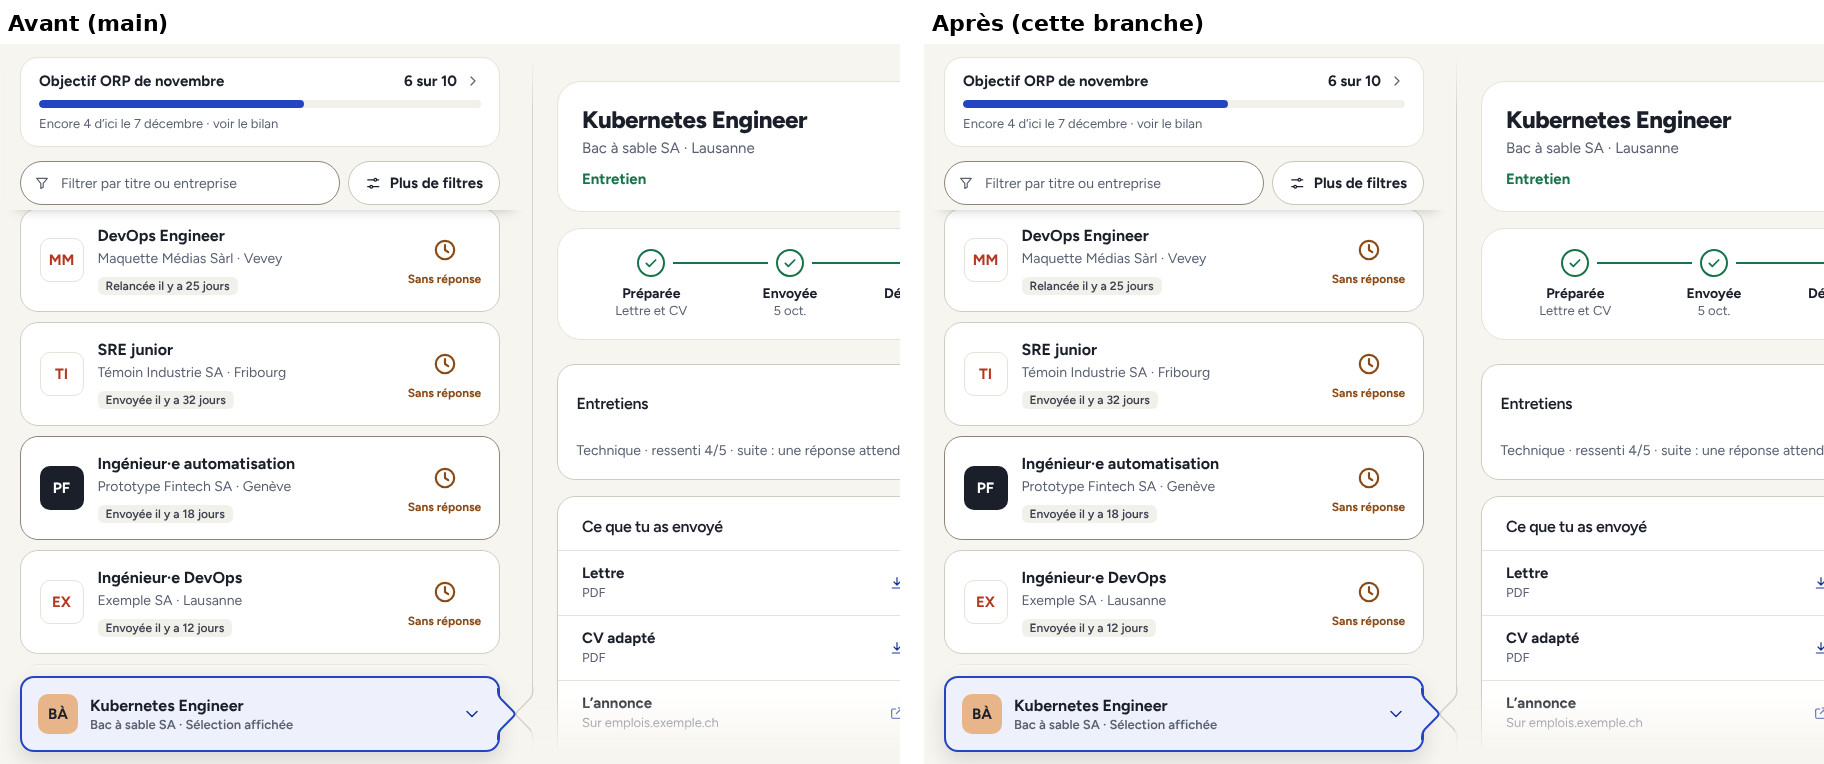 Avant (main)
Objectif ORP de novembre
6 sur 10
Encore 4 d'ici le 7 décembre · voir le bilan
Filtrer par titre ou entreprise
Plus de filtres
MM
DevOps Engineer
Maquette Médias Sàrl · Vevey
Relancée il y a 25 jours
Sans réponse
TI
SRE junior
Témoin Industrie SA · Fribourg
Envoyée il y a 32 jours
Sans réponse
PF
Ingénieur·e automatisation
Prototype Fintech SA · Genève
Envoyée il y a 18 jours
Sans réponse
EX
Ingénieur·e DevOps
Exemple SA · Lausanne
Envoyée il y a 12 jours
Sans réponse
BÀ
Kubernetes Engineer
Bac à sable SA · Sélection affichée
Kubernetes Engineer
Bac à sable SA · Lausanne
Entretien
Préparée
Lettre et CV
Envoyée
5 oct.
Dé
Entretiens
Technique · ressenti 4/5 · suite : une réponse attend
Ce que tu as envoyé
Lettre
PDF
CV adapté
PDF
L’annonce
Sur emplois.exemple.ch
Après (cette branche)
Objectif ORP de novembre
6 sur 10
Encore 4 d'ici le 7 décembre · voir le bilan
Filtrer par titre ou entreprise
Plus de filtres
MM
DevOps Engineer
Maquette Médias Sàrl · Vevey
Relancée il y a 25 jours
Sans réponse
TI
SRE junior
Témoin Industrie SA · Fribourg
Envoyée il y a 32 jours
Sans réponse
PF
Ingénieur·e automatisation
Prototype Fintech SA · Genève
Envoyée il y a 18 jours
Sans réponse
EX
Ingénieur·e DevOps
Exemple SA · Lausanne
Envoyée il y a 12 jours
Sans réponse
BÀ
Kubernetes Engineer
Bac à sable SA · Sélection affichée
Kubernetes Engineer
Bac à sable SA · Lausanne
Entretien
Préparée
Lettre et CV
Envoyée
5 oct.
Dé
Entretiens
Technique · ressenti 4/5 · suite : une réponse attend
Ce que tu as envoyé
Lettre
PDF
CV adapté
PDF
L’annonce
Sur emplois.exemple.ch